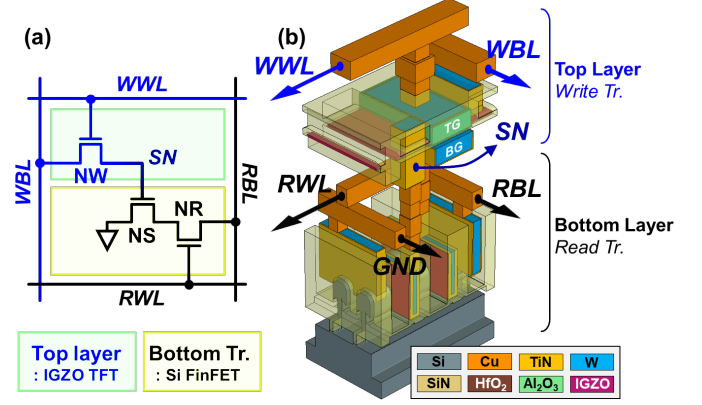 (a)
WWL
WBL
SN
NW
RBL
NR
NS
RWL
Top layer
: IGZO TFT
Bottom Tr.
: Si FinFET
(b)
WWL
WBL
TG
BG
SN
RWL
RBL
GND
Top Layer
Write Tr.
Bottom Layer
Read Tr.
Si Cu TiN W
SiN HfO₂ Al₂O₃ IGZO